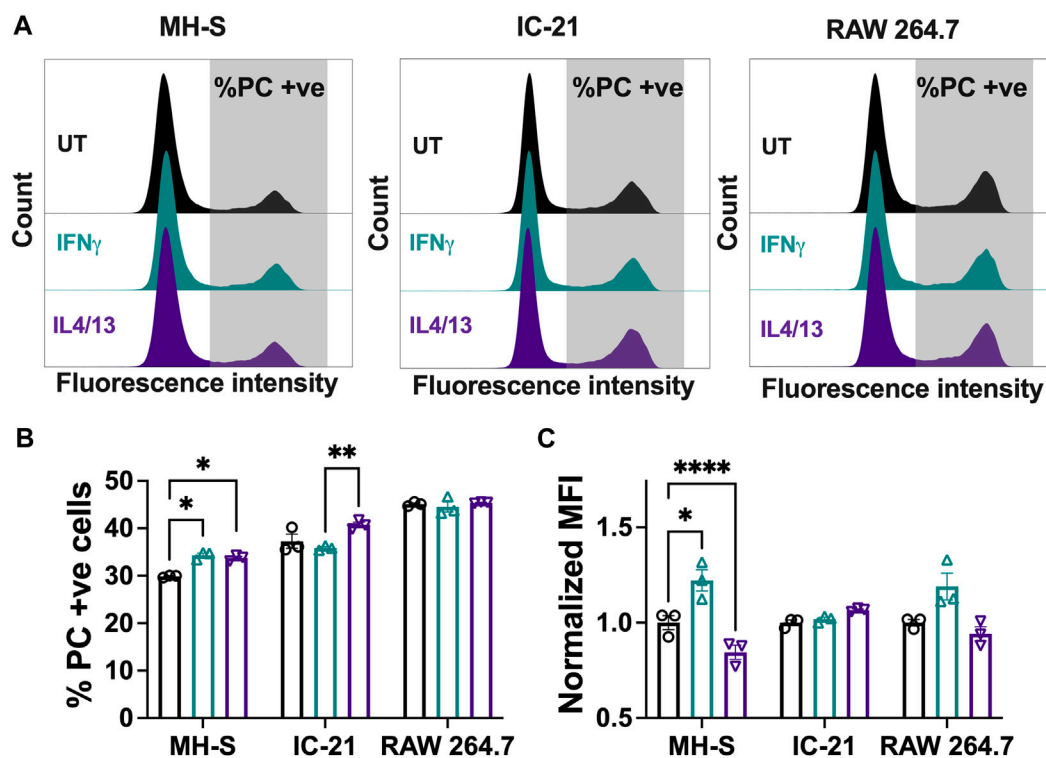 A
MH-S
IC-21
RAW 264.7
%PC +ve
%PC +ve
%PC +ve
UT
UT
UT
Count
Count
Count
IFNγ
IFNγ
IFNγ
IL4/13
IL4/13
IL4/13
Fluorescence intensity
Fluorescence intensity
Fluorescence intensity
B
% PC +ve cells
50
40
30
20
10
0
*
*
**
MH-S
IC-21
RAW 264.7
C
Normalized MFI
1.5
1.0
0.5
****
*
MH-S
IC-21
RAW 264.7